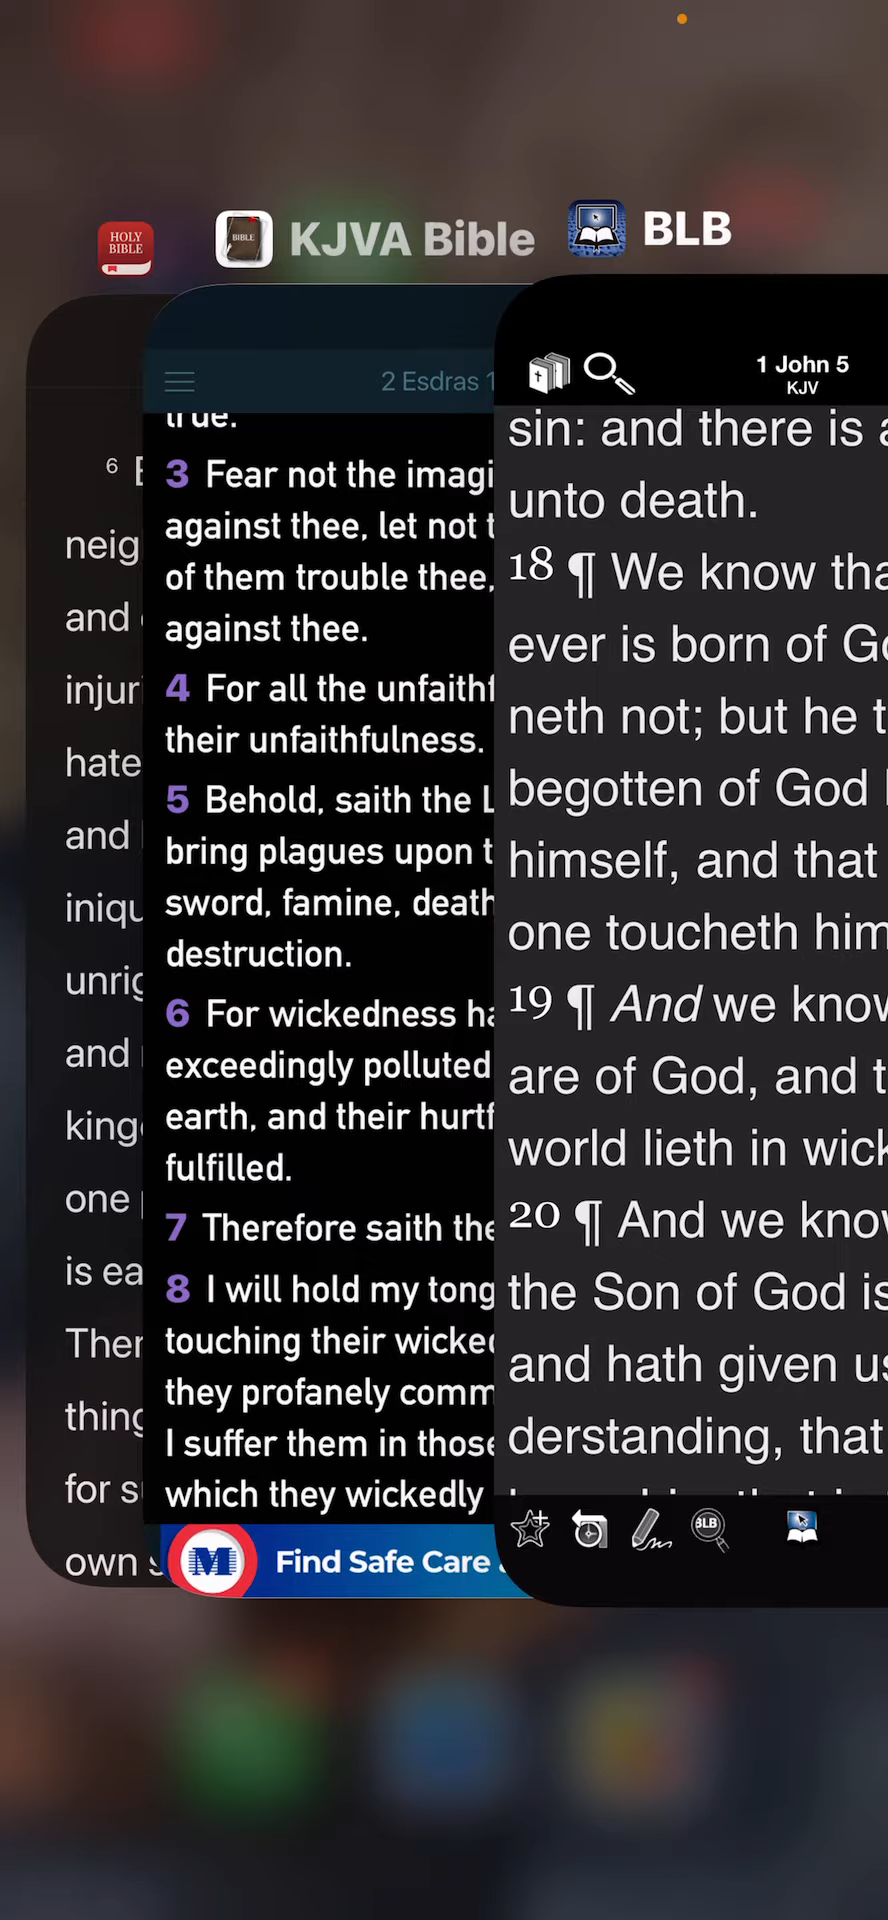 HOLY
BIBLE
BIBLE
KJVA Bible
BLB
6
neig
and
injuri
hate
and
iniqu
unrig
and
king
one
is ea
Ther
thing
for s
own s
2 Esdras 1
true.
3 Fear not the imagi
against thee, let not t
of them trouble thee,
against thee.
4 For all the unfaithf
their unfaithfulness.
5 Behold, saith the L
bring plagues upon t
sword, famine, death
destruction.
6 For wickedness ha
exceedingly polluted
earth, and their hurtf
fulfilled.
7 Therefore saith the
8 I will hold my tong
touching their wicked
they profanely comm
I suffer them in those
which they wickedly
M
Find Safe Care
1 John 5
KJV
sin: and there is a
unto death.
18 ¶ We know tha
ever is born of Go
neth not; but he t
begotten of God
himself, and that
one toucheth him
19 ¶ And we know
are of God, and t
world lieth in wick
20 ¶ And we know
the Son of God is
and hath given us
derstanding, that
BLB